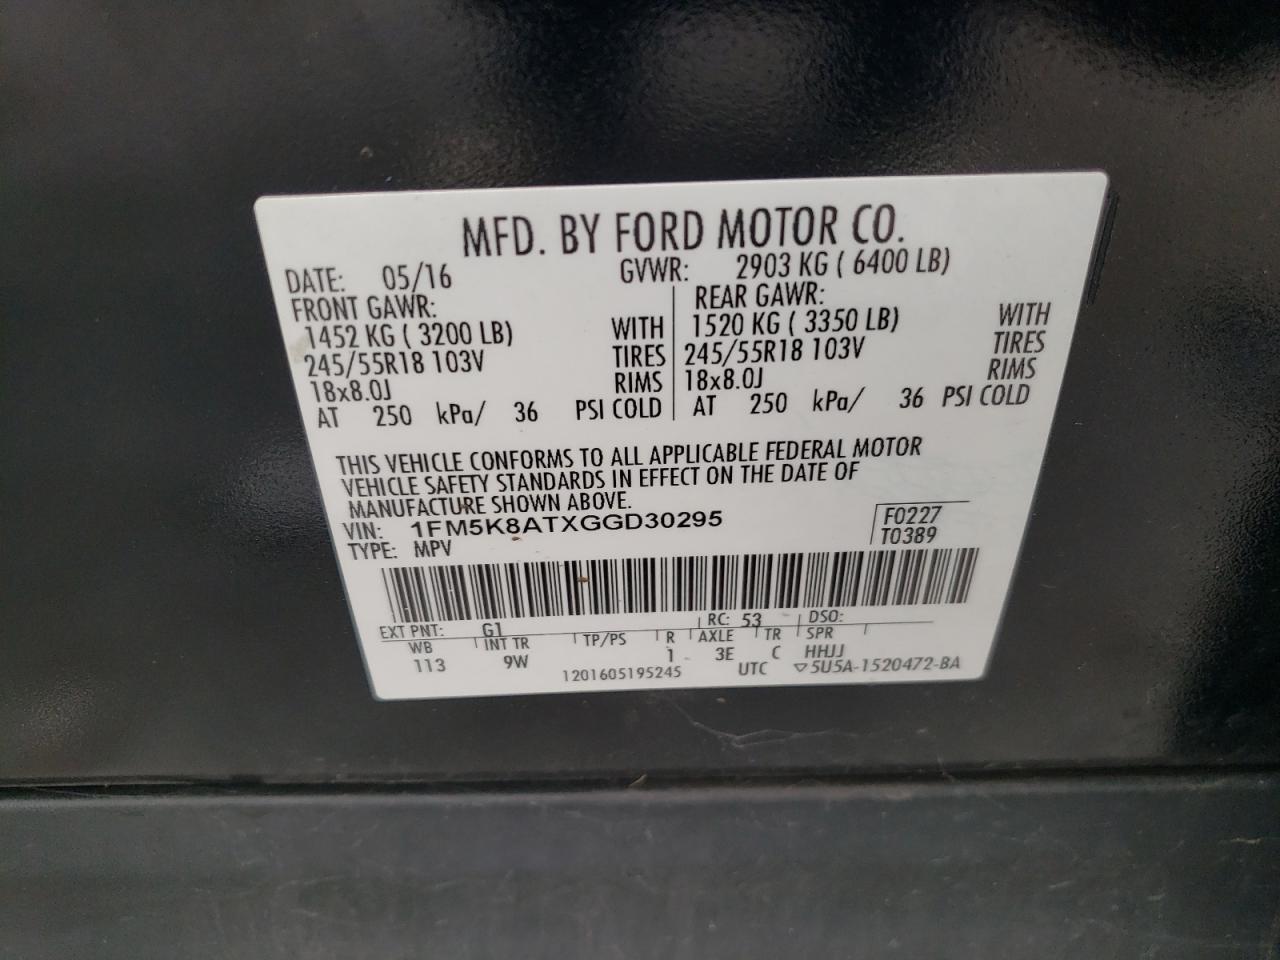 MFD. BY FORD MOTOR CO.
DATE: 05/16 GVWR: 2903 KG ( 6400 LB)
FRONT GAWR: REAR GAWR:
1452 KG ( 3200 LB) WITH 1520 KG ( 3350 LB) WITH
245/55R18 103V TIRES 245/55R18 103V TIRES
18x8.0J RIMS 18x8.0J RIMS
AT 250 kPa/ 36 PSI COLD AT 250 kPa/ 36 PSI COLD
THIS VEHICLE CONFORMS TO ALL APPLICABLE FEDERAL MOTOR
VEHICLE SAFETY STANDARDS IN EFFECT ON THE DATE OF
MANUFACTURE SHOWN ABOVE.
VIN: 1FM5K8ATXGGD30295 F0227
TYPE: MPV T0389
EXT PNT: G1 RC: 53 DSO:
WB INT TR TP/PS R AXLE TR SPR
113 9W 1 3E C HHJJ
1201605195245 UTC ▽5U5A-1520472-BA